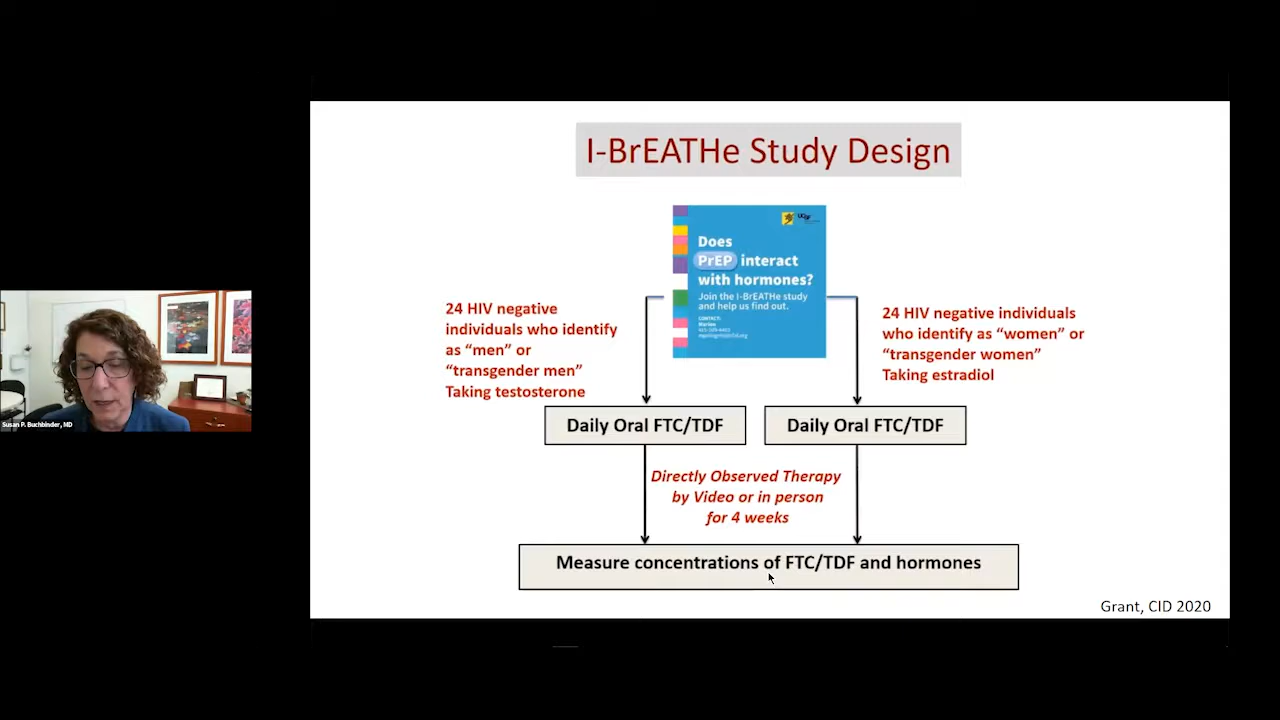 I-BrEATHe Study Design
UCSF
Does
PrEP interact
with hormones?
Join the I-BrEATHe study
and help us find out.
CONTACT:
24 HIV negative
individuals who identify
as “men” or
“transgender men”
Taking testosterone
24 HIV negative individuals
who identify as “women” or
“transgender women”
Taking estradiol
Daily Oral FTC/TDF
Daily Oral FTC/TDF
Directly Observed Therapy
by Video or in person
for 4 weeks
Measure concentrations of FTC/TDF and hormones
Grant, CID 2020
Susan P. Buchbinder, MD